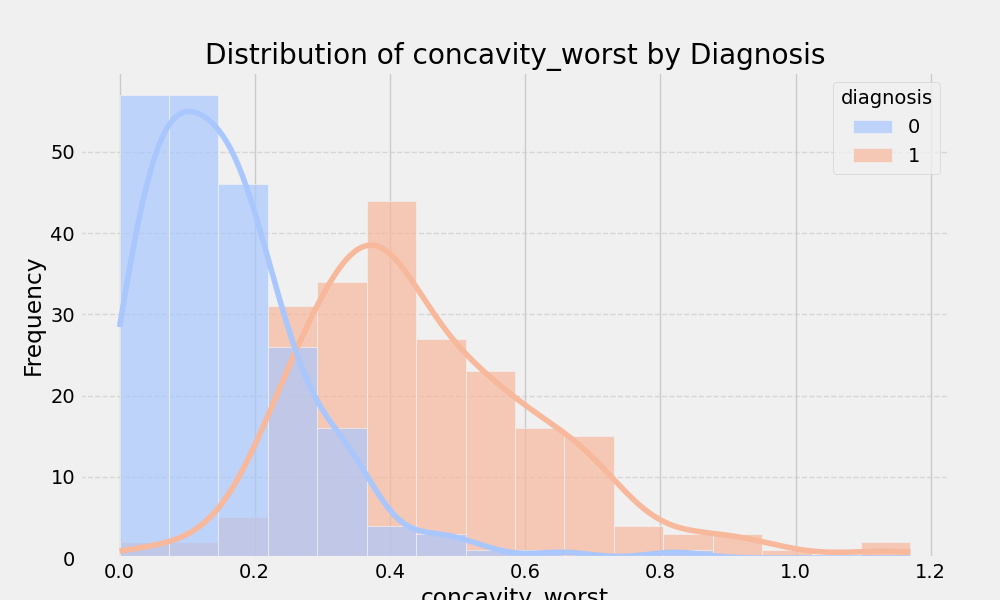 Distribution of concavity_worst by Diagnosis
diagnosis
0
1
Frequency
50
40
30
20
10
0
0.0 0.2 0.4 0.6 0.8 1.0 1.2
concavity_worst